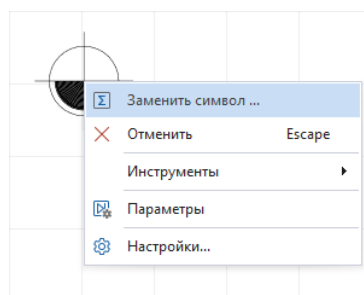 Заменить символ ...
Отменить Escape
Инструменты
Параметры
Настройки...